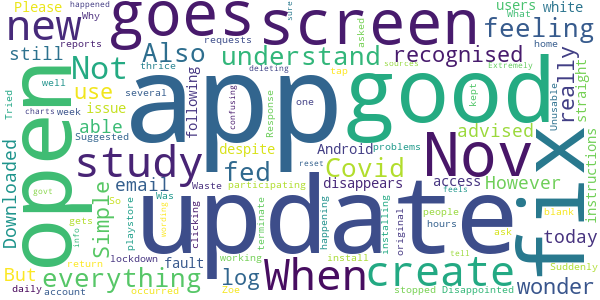 app
update
good
screen
goes
open
Nov
fix
new
study
When
create
everything
Covid
feeling
understand
recognised
wonder
Also
Not
use
fed
log
Simple
Downloaded
email
But
still
really
today
advised
However
able
issue
despite
disappears
Android
access
following
instructions
straight
white
users
Please
reports
Why
happened
requests
thrice
several
deleting
one
confusing
Response
asked
sure
What
home
tap
sources
Extremely
kept
Unusable
well
Tried
charts
week
Suggested
problems
participating
Waste
Was
clicking
playstore
So
terminate
happening
installing
original
people
hours
feels
blank
ask
tell
Suddenly
Disappointed
stopped
install
working
Zoe
fault
lockdown
wording
gets
return
info
govt
daily
account
occurred
reset